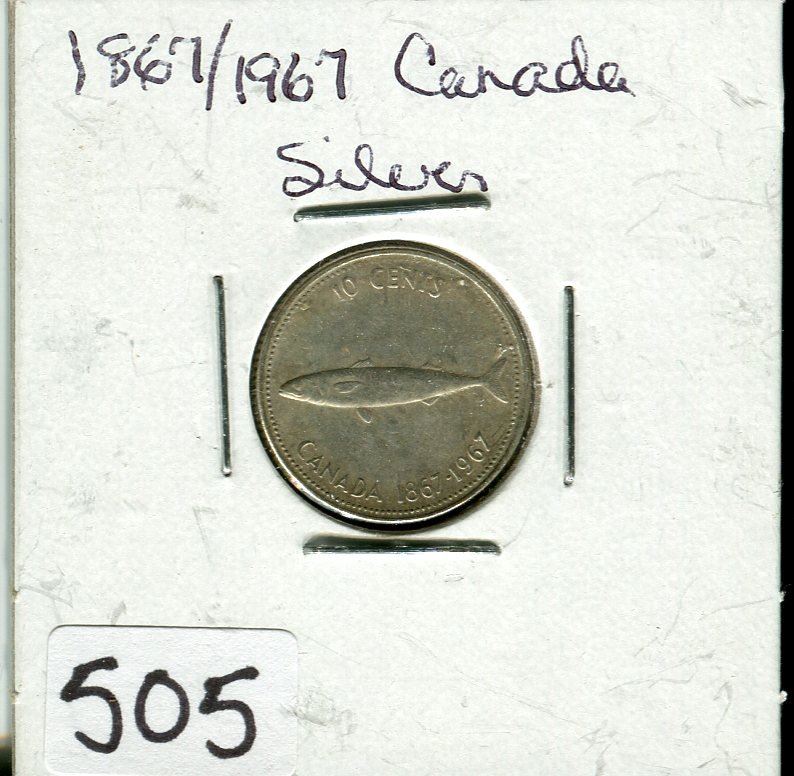 1867/1967 Canada
Silver
10 CENTS
CANADA 1867-1967
505